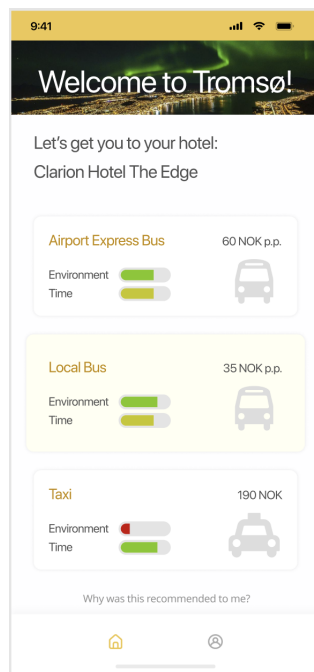 9:41
Welcome to Tromsø!
Let's get you to your hotel:
Clarion Hotel The Edge
Airport Express Bus
60 NOK p.p.
Environment
Time
Local Bus
35 NOK p.p.
Environment
Time
Taxi
190 NOK
Environment
Time
Why was this recommended to me?